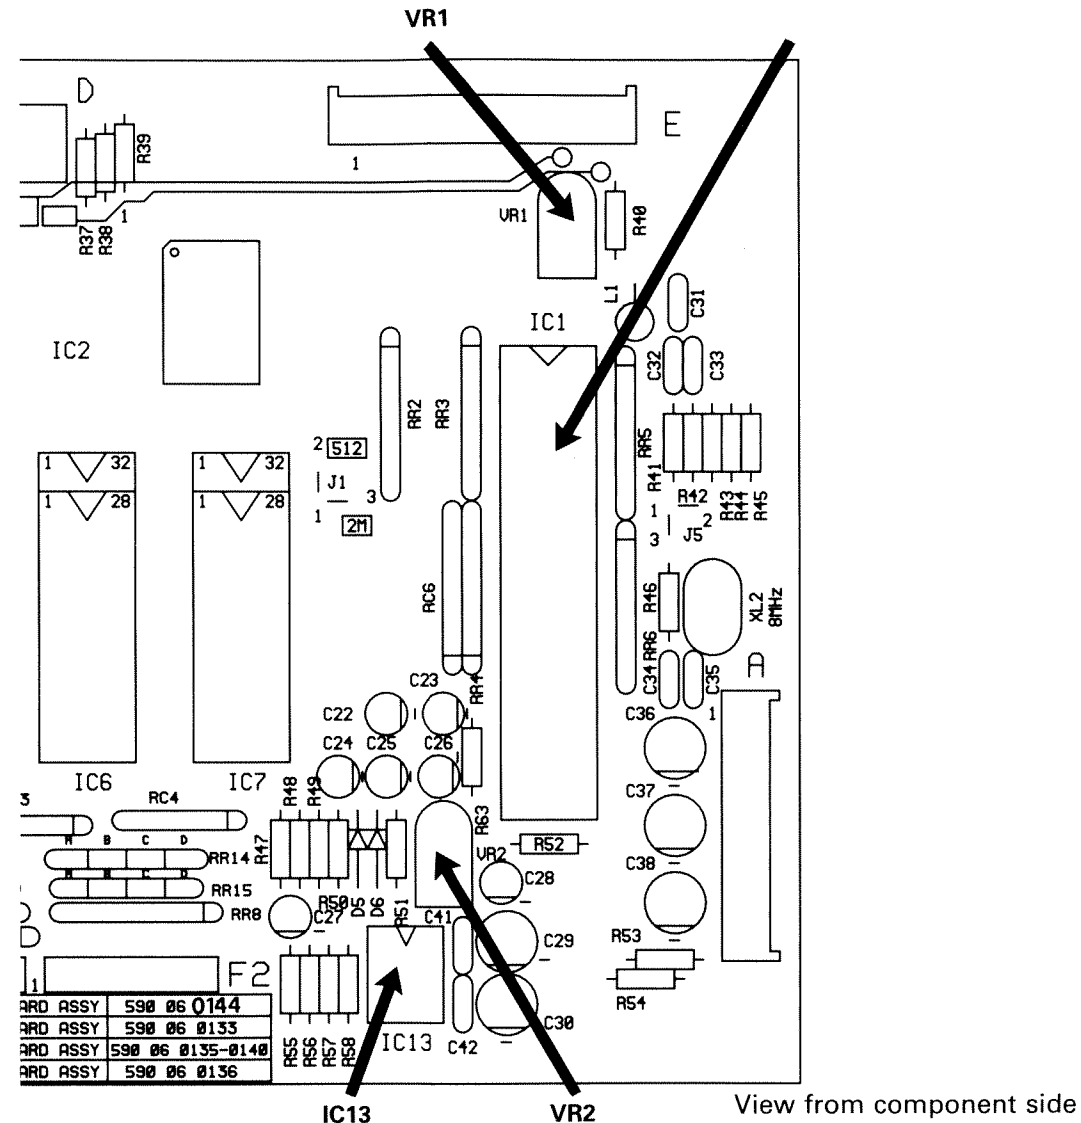 VR1
D
E
R39
1
VR1
R40
1
R37
R38
L1
C31
IC1
IC2
C32
C33
RR2
RR3
RR5
2 512
1 32
1 32
J1
R41
1 28
1 28
3
R42
R43
R44
R45
1
2M
1
2
J5
3
RC6
R46
XL2
8MHz
RR6
A
C34
C35
C23
RR4
C22
C36
1
C24
C25
C26
IC6
IC7
R48
R49
C37
3
RC4
R63
M B C D
R47
R52
RR14
VR2
C38
M B C D
C28
RR15
R50
D5
D6
R51
RR8
C27
C41
C29
R53
1
F2
R54
ARD ASSY 590 06 0144
C30
ARD ASSY 590 06 0133
IC13
C42
ARD ASSY 590 06 0135-0140
R55
R56
R57
R58
ARD ASSY 590 06 0136
IC13
VR2
View from component side